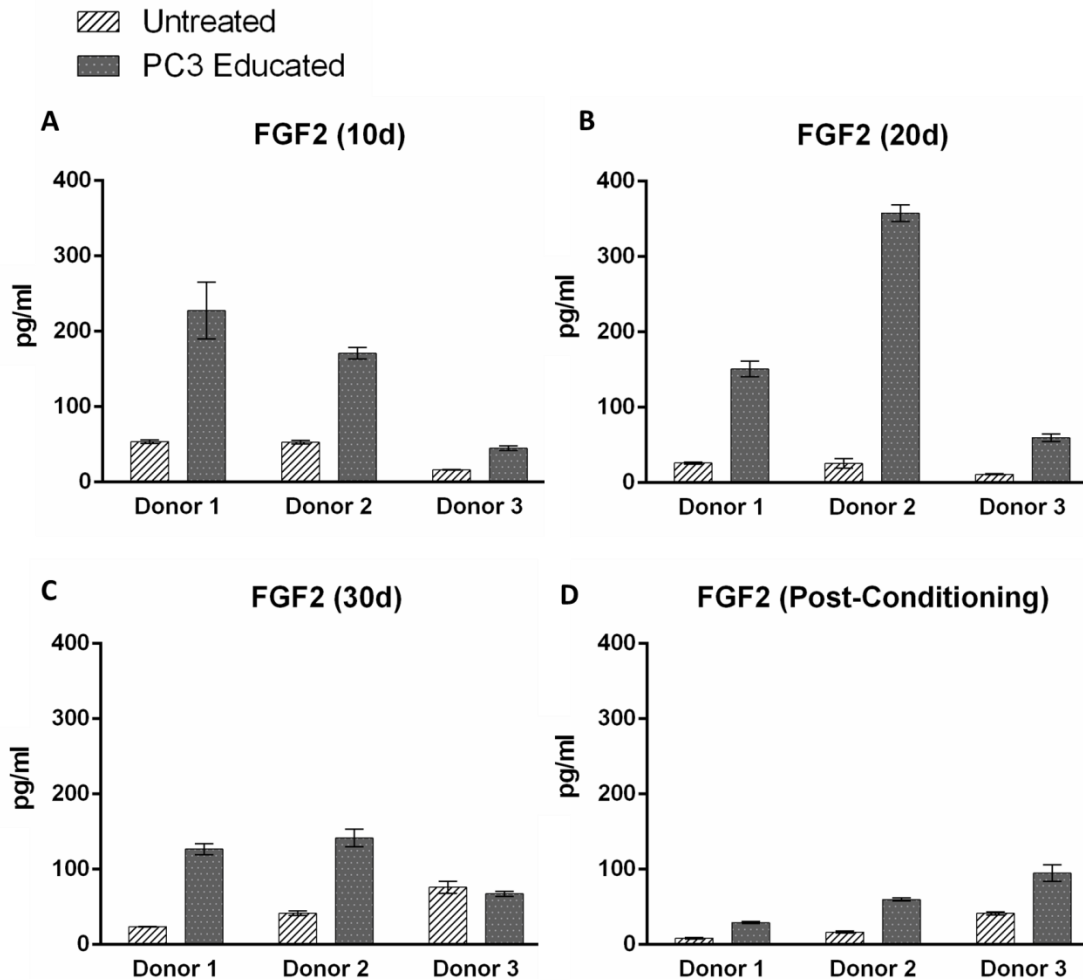 Untreated
PC3 Educated
A
FGF2 (10d)
400
300
200
100
0
pg/ml
Donor 1 Donor 2 Donor 3
B
FGF2 (20d)
400
300
200
100
0
pg/ml
Donor 1 Donor 2 Donor 3
C
FGF2 (30d)
400
300
200
100
0
pg/ml
Donor 1 Donor 2 Donor 3
D
FGF2 (Post-Conditioning)
400
300
200
100
0
pg/ml
Donor 1 Donor 2 Donor 3